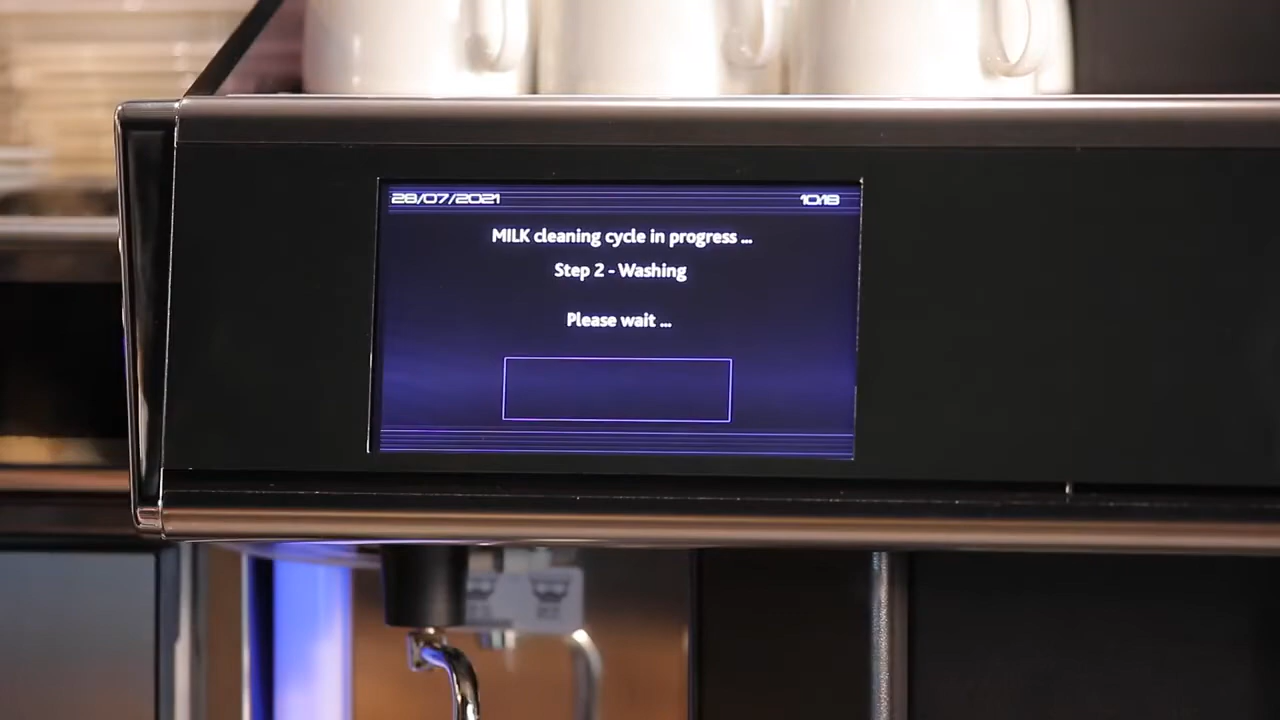 28/07/2021 10:18
MILK cleaning cycle in progress ...
Step 2 - Washing
Please wait ...